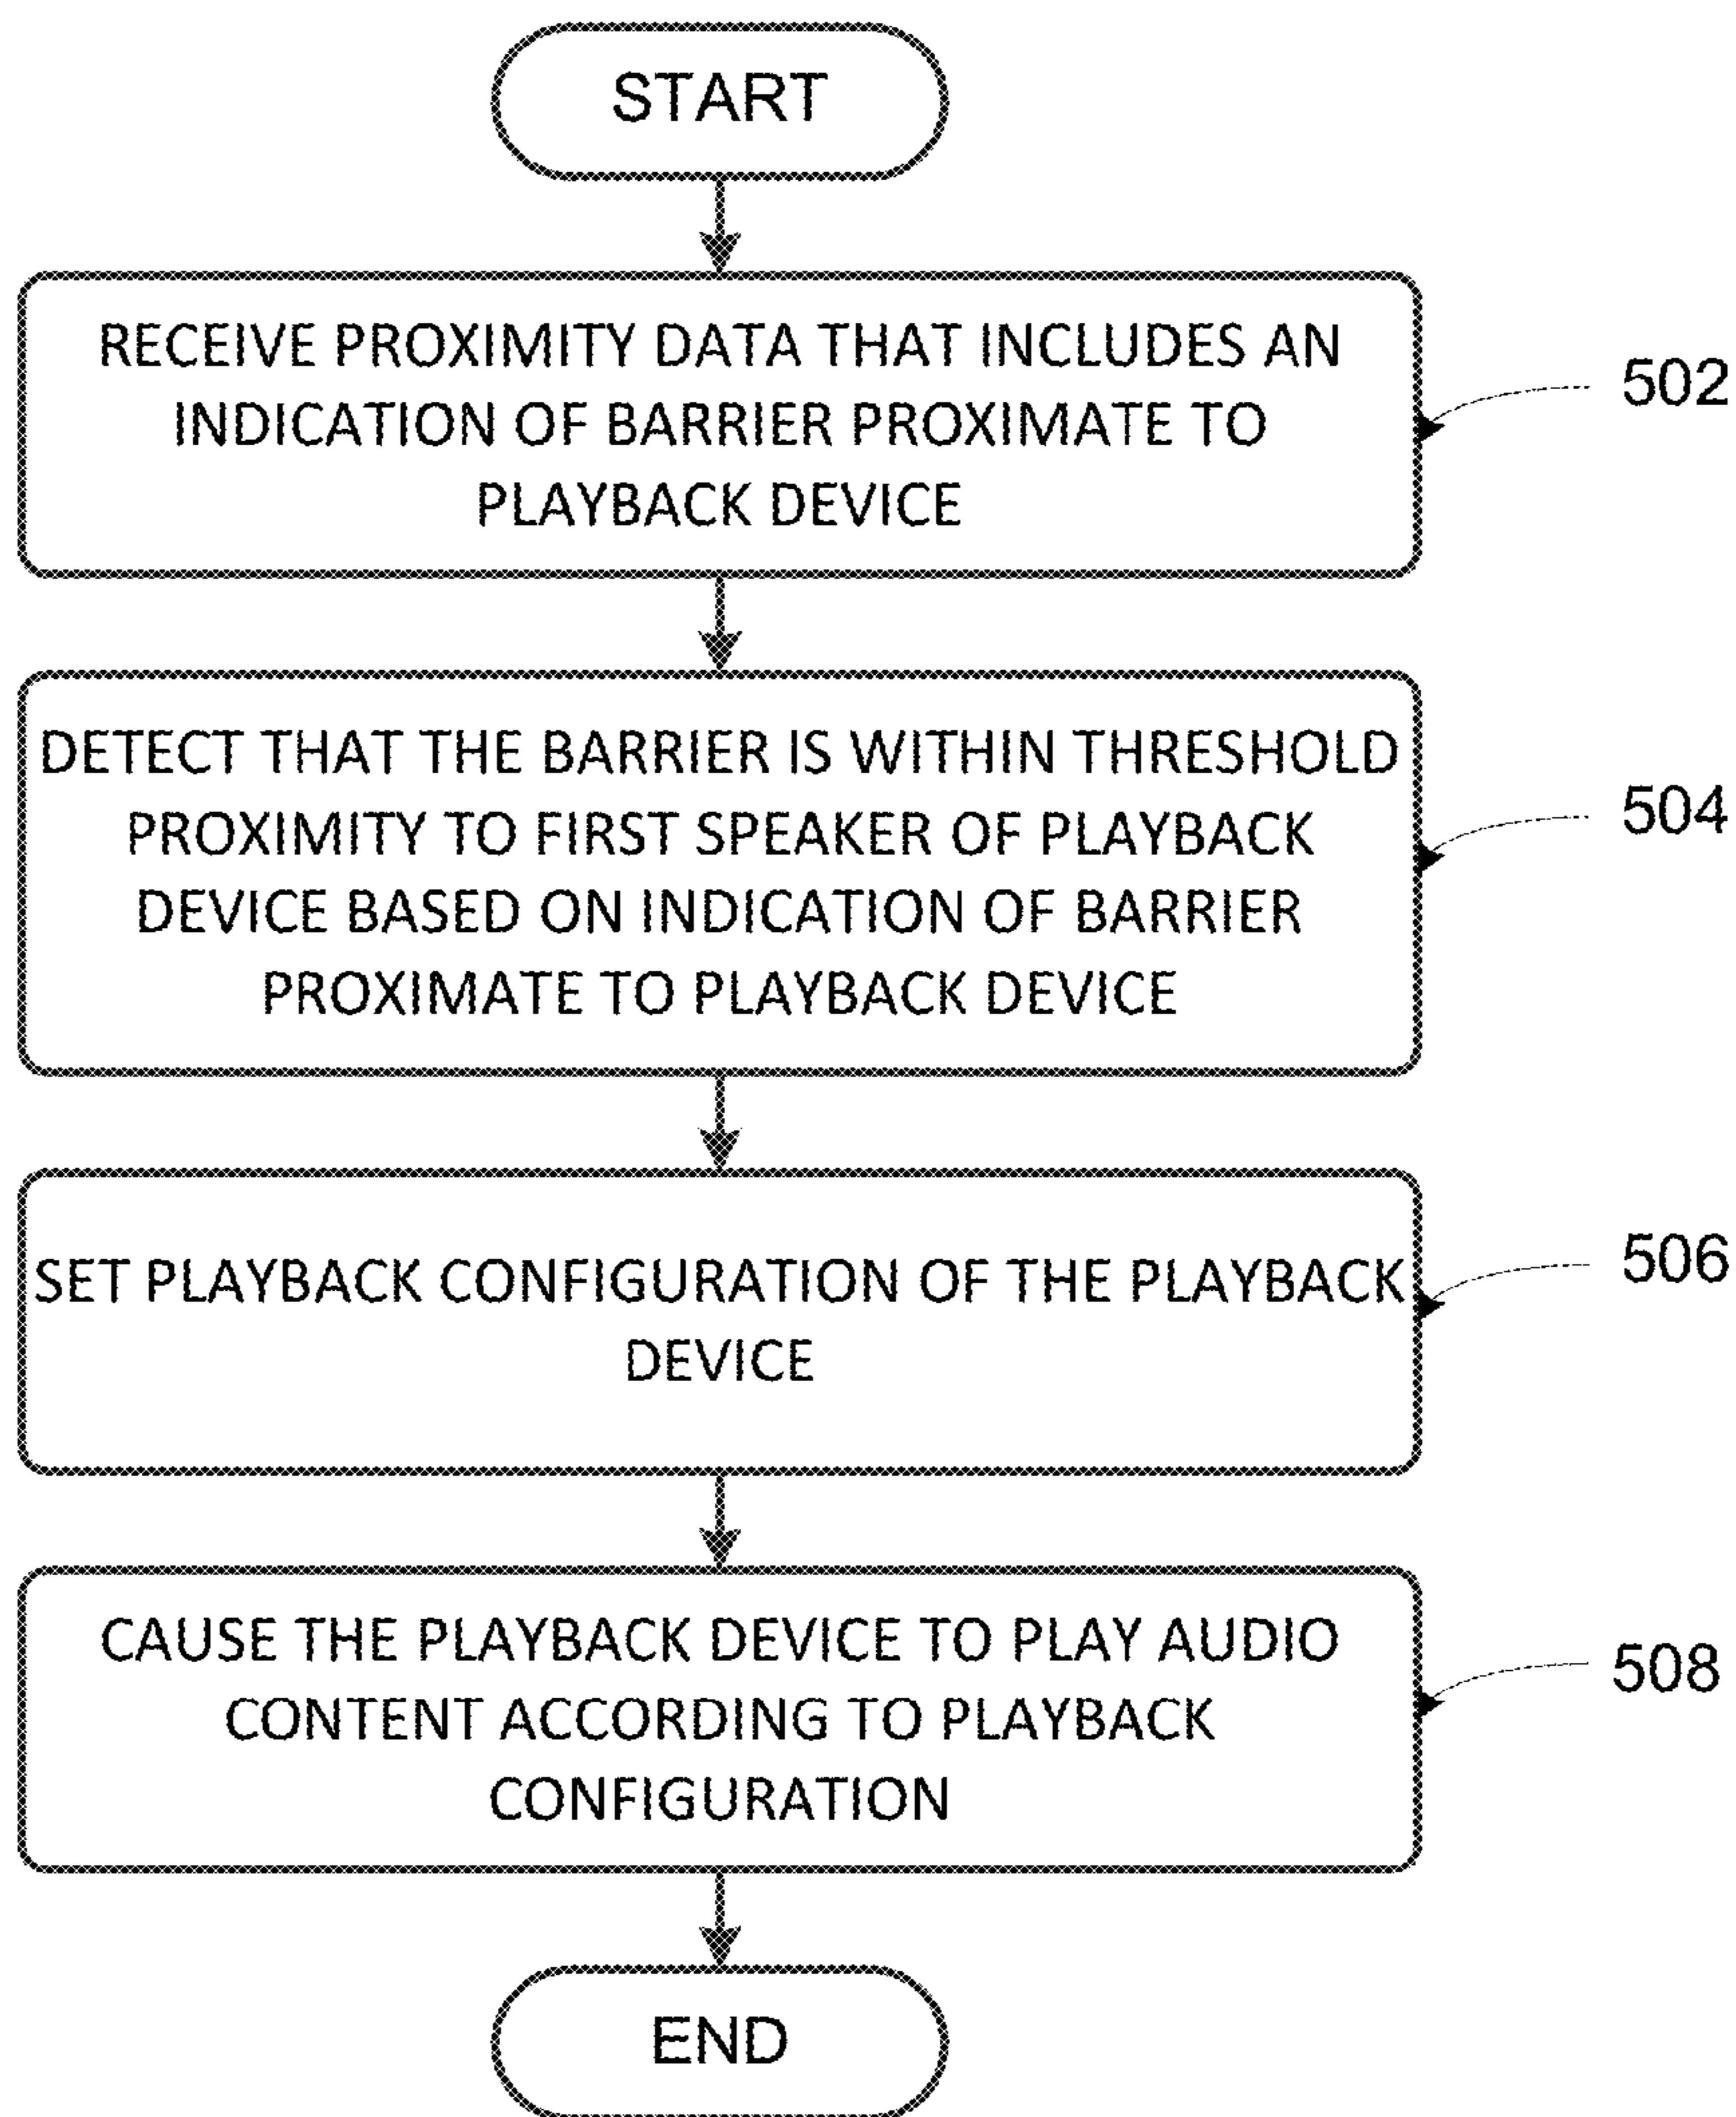 START
RECEIVE PROXIMITY DATA THAT INCLUDES AN
INDICATION OF BARRIER PROXIMATE TO
PLAYBACK DEVICE
502
DETECT THAT THE BARRIER IS WITHIN THRESHOLD
PROXIMITY TO FIRST SPEAKER OF PLAYBACK
DEVICE BASED ON INDICATION OF BARRIER
PROXIMATE TO PLAYBACK DEVICE
504
SET PLAYBACK CONFIGURATION OF THE PLAYBACK
DEVICE
506
CAUSE THE PLAYBACK DEVICE TO PLAY AUDIO
CONTENT ACCORDING TO PLAYBACK
CONFIGURATION
508
END